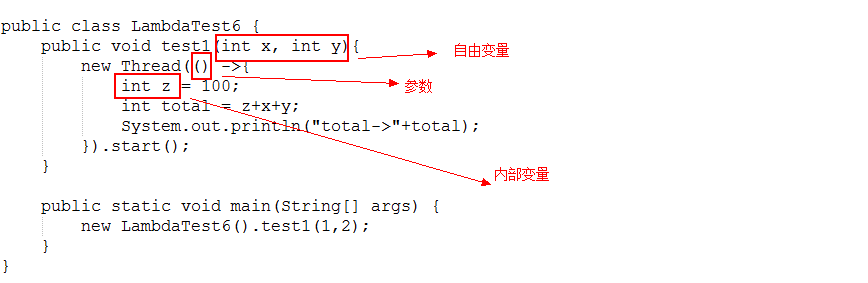 public class LambdaTest6 {
public void test1(int x, int y){
自由变量
new Thread(() ->{
int z = 100;
参数
int total = z+x+y;
System.out.println("total->"+total);
}).start();
}
内部变量
public static void main(String[] args) {
new LambdaTest6().test1(1,2);
}
}